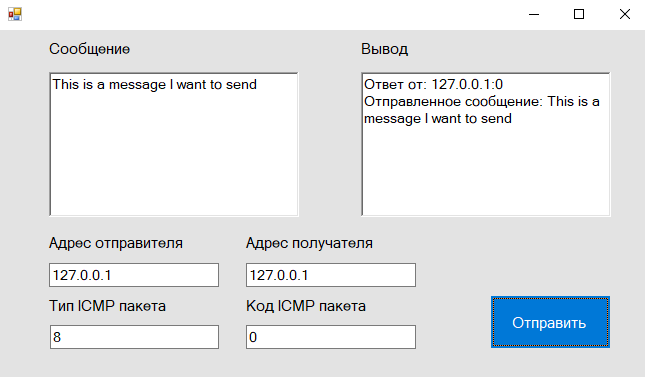 Сообщение
Вывод
This is a message I want to send
Ответ от: 127.0.0.1:0
Отправленное сообщение: This is a
message I want to send
Адрес отправителя
Адрес получателя
127.0.0.1
127.0.0.1
Тип ICMP пакета
Код ICMP пакета
8
0
Отправить